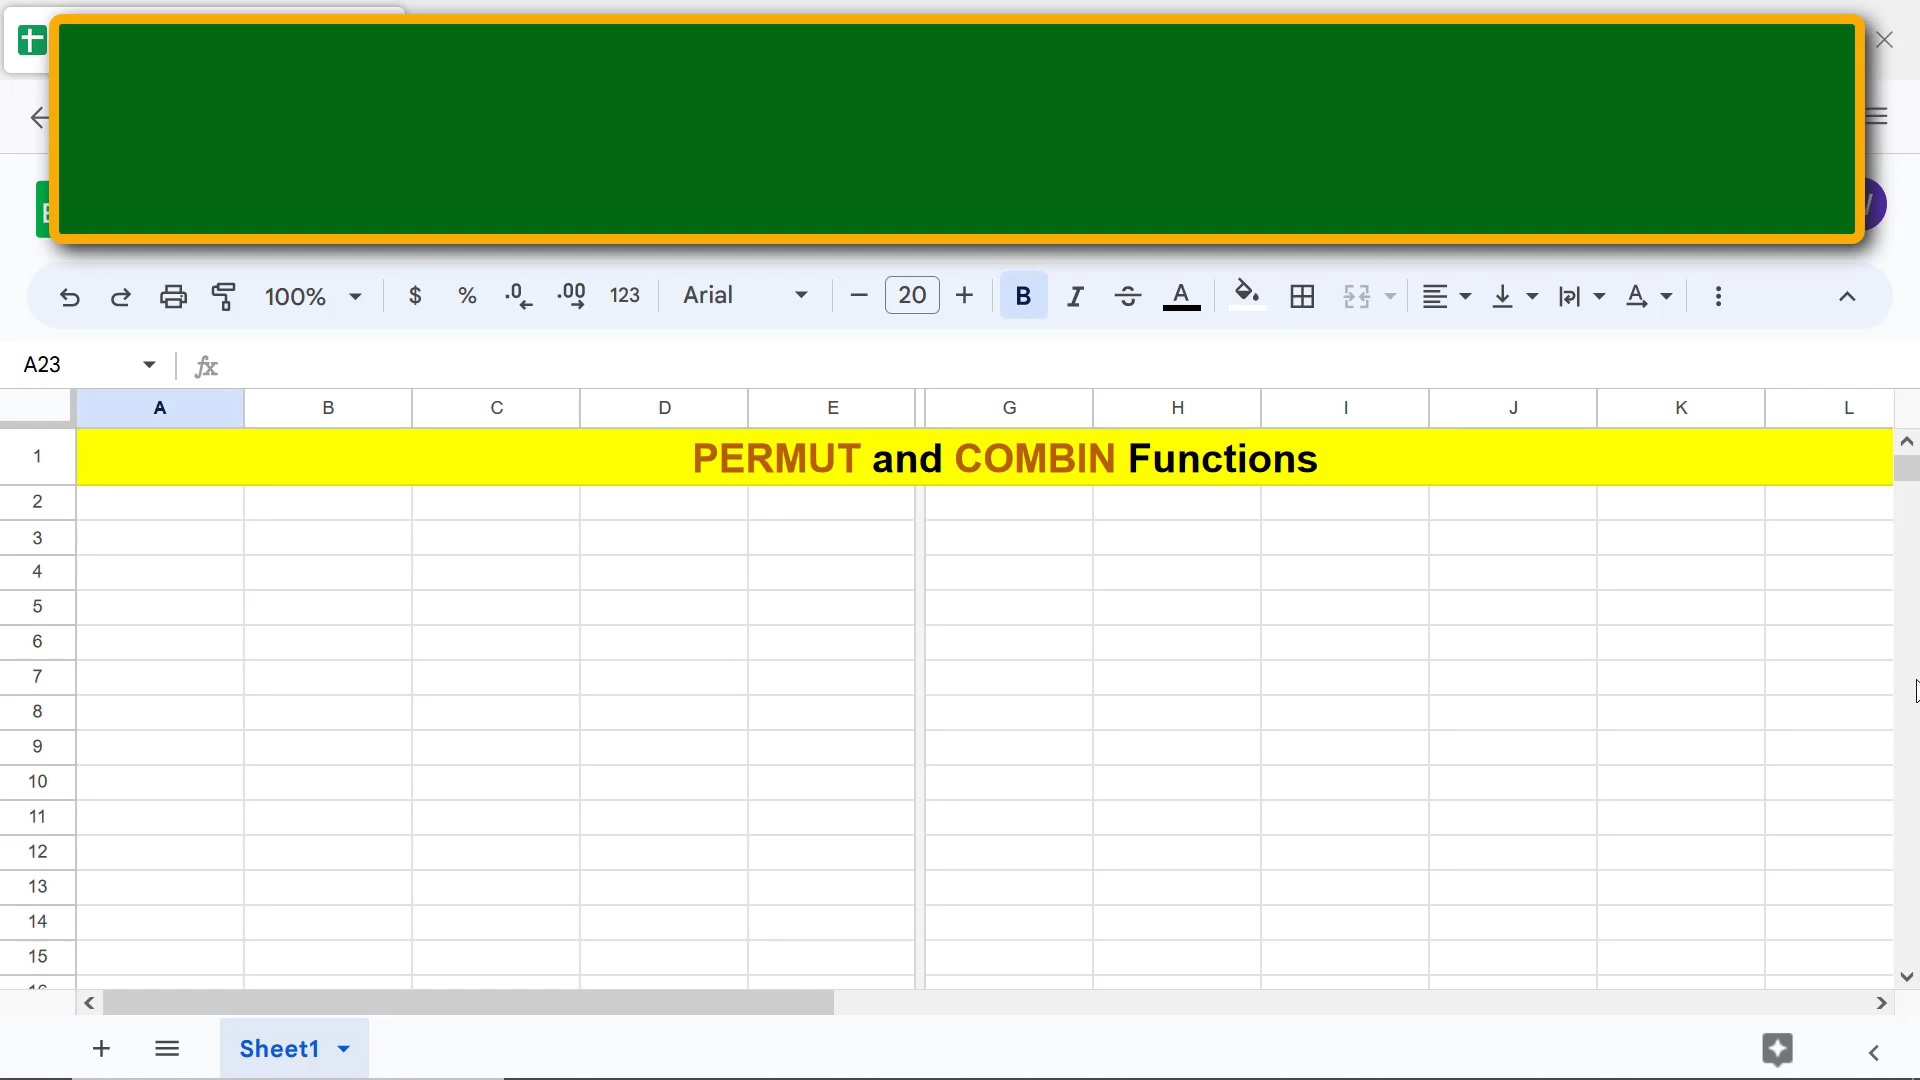 100% $ % .0 .00 123 Arial 20 B I A A
A23 fx
A B C D E G H I J K L
1 PERMUT and COMBIN Functions
2
3
4
5
6
7
8
9
10
11
12
13
14
15
Sheet1